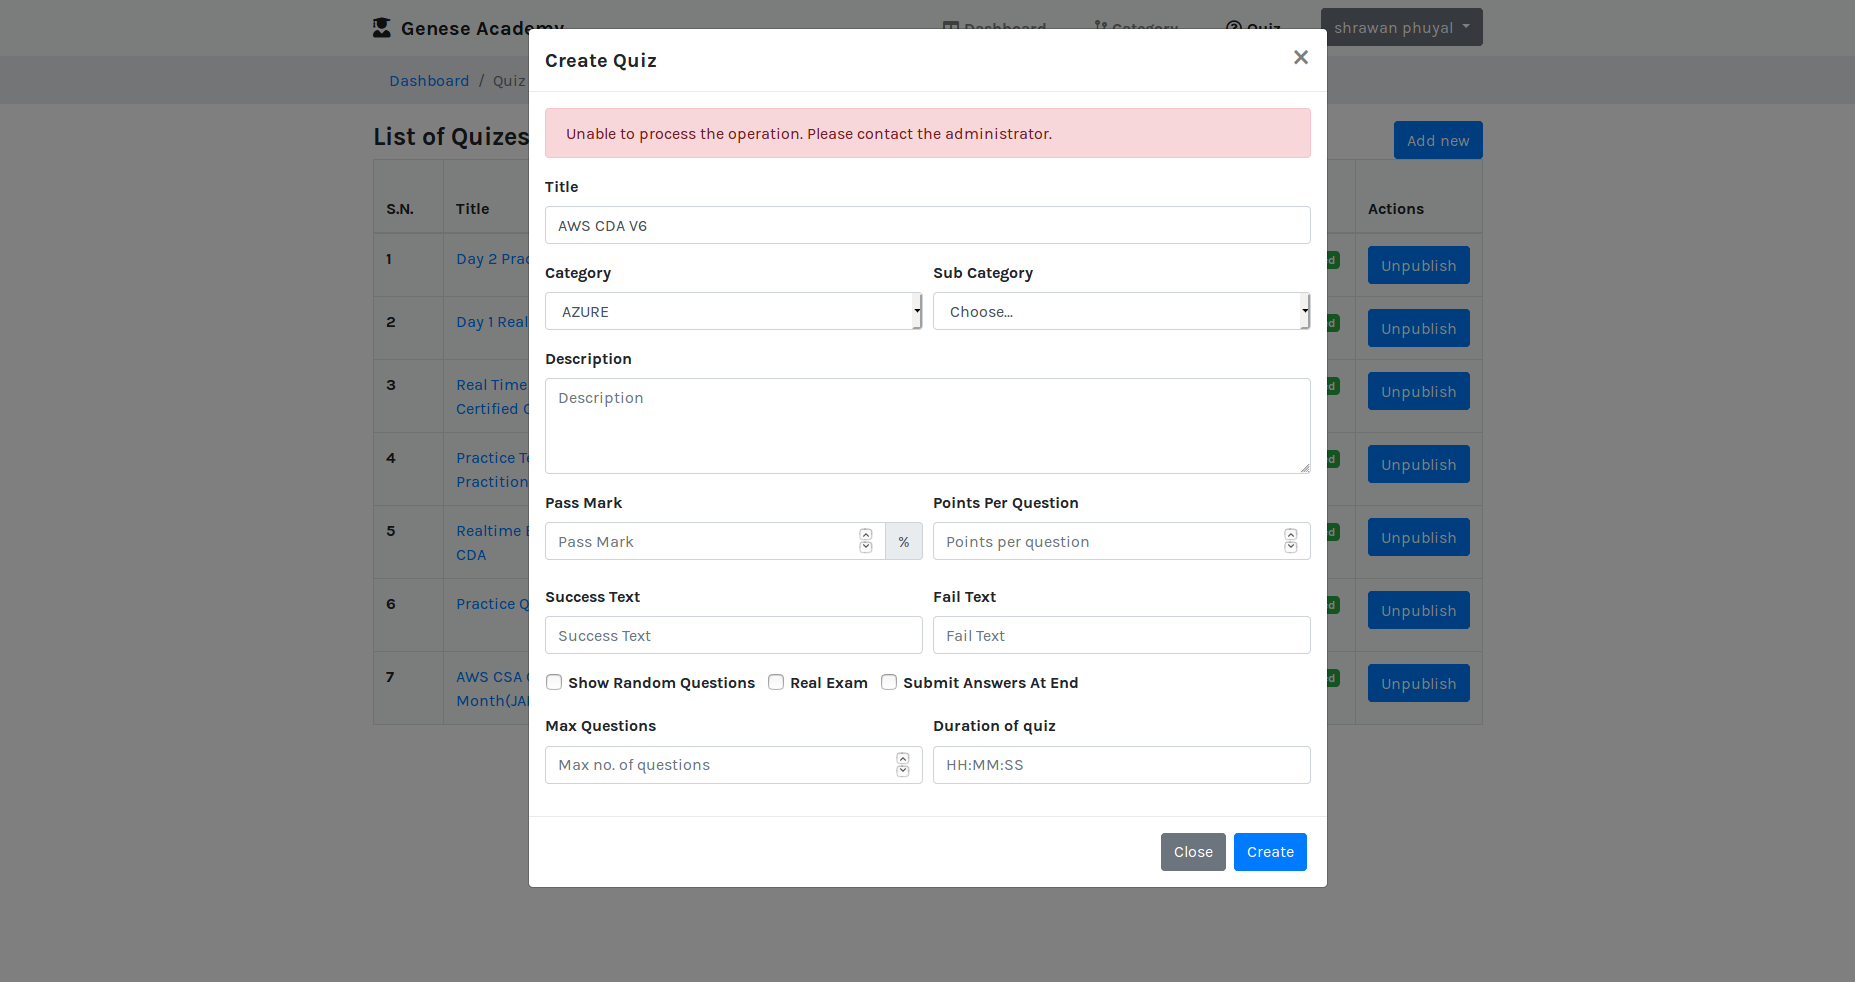 Genese Academy
Dashboard Category Quiz shrawan phuyal
Create Quiz
Dashboard / Quiz
Unable to process the operation. Please contact the administrator.
List of Quizes
Add new
S.N. Title Actions
Title
AWS CDA V6
1 Day 2 Unpublish
Category Sub Category
AZURE Choose...
2 Day 1 Real Unpublish
Description
Description
3 Real Time Unpublish
Certified
4 Practice Unpublish
Practition
Pass Mark Points Per Question
Pass Mark % Points per question
5 Realtime Unpublish
CDA
Success Text Fail Text
Success Text Fail Text
6 Practice Unpublish
Show Random Questions Real Exam Submit Answers At End
7 AWS CSA Unpublish
Month(JA
Max Questions Duration of quiz
Max no. of questions HH:MM:SS
Close Create